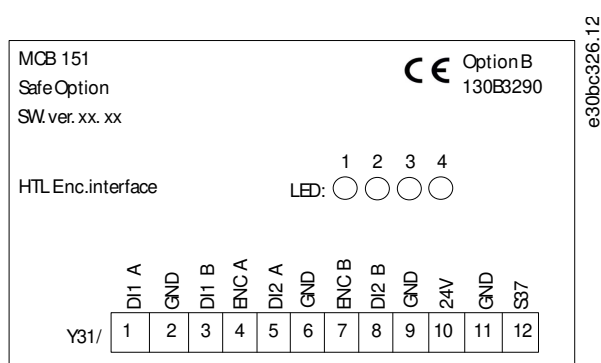 e30bc326.12
MCB 151
Safe Option
SW. ver. xx. xx
CE Option B
130B3290
1 2 3 4
HTL Enc.interface LED:
DI1 A GND DI1 B ENC A DI2 A GND ENC B DI2 B GND 24V GND S37
Y31/ 1 2 3 4 5 6 7 8 9 10 11 12